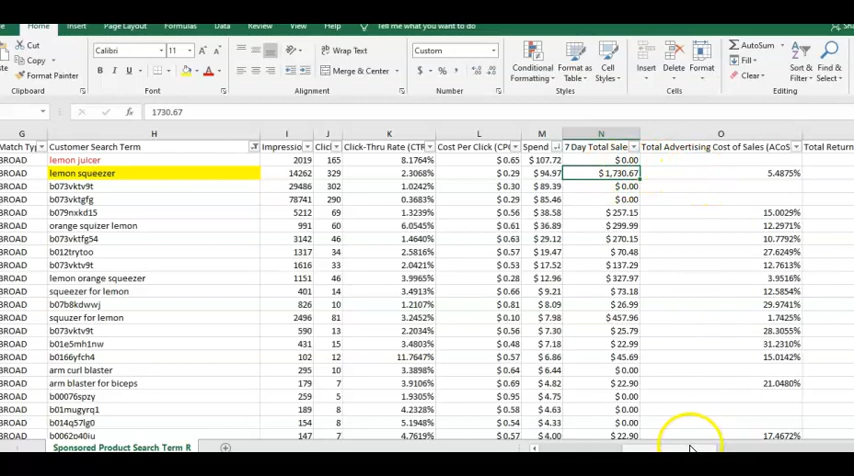 Home Insert Page Layout Formulas Data Review View Help Tell me what you want to do
Cut
Copy
Format Painter
Clipboard
Calibri 11 A A
B I U A
Font
Wrap Text
Merge & Center
Alignment
Custom
$ % ,
Number
Conditional Formatting
Format as Table
Cell Styles
Styles
Insert Delete Format
Cells
AutoSum
Fill
Clear
Sort & Filter
Find & Select
Editing
fx 1730.67
G H I J K L M N O
Match Typ Customer Search Term Impressio Click Click-Thru Rate (CTR Cost Per Click (CPC Spend 7 Day Total Sale Total Advertising Cost of Sales (ACoS Total Return
BROAD lemon juicer 2019 165 8.1764% $ 0.65 $ 107.72 $ 0.00
BROAD lemon squeezer 14262 329 2.3068% $ 0.29 $ 94.97 $ 1,730.67 5.4875%
BROAD b073vktv9t 29486 302 1.0242% $ 0.30 $ 89.39 $ 0.00
BROAD b073vktgfg 78741 290 0.3683% $ 0.29 $ 85.46 $ 0.00
BROAD b079nxkd15 5212 69 1.3239% $ 0.56 $ 38.58 $ 257.15 15.0029%
BROAD orange squizer lemon 991 60 6.0545% $ 0.61 $ 36.89 $ 299.99 12.2971%
BROAD b073vktfg54 3142 46 1.4640% $ 0.63 $ 29.12 $ 270.15 10.7792%
BROAD b012trytoo 1317 34 2.5816% $ 0.57 $ 19.47 $ 70.48 27.6249%
BROAD b073vktv9t 1616 33 2.0421% $ 0.53 $ 17.52 $ 137.29 12.7613%
BROAD lemon orange squeezer 1151 46 3.9965% $ 0.28 $ 12.96 $ 327.97 3.9516%
BROAD squeezer for lemon 401 14 3.4913% $ 0.66 $ 9.21 $ 73.18 12.5854%
BROAD b07b8kdwwj 826 10 1.2107% $ 0.81 $ 8.09 $ 26.99 29.9741%
BROAD squuzer for lemon 2496 81 3.2452% $ 0.10 $ 7.98 $ 457.96 1.7425%
BROAD b073vktv9t 590 13 2.2034% $ 0.56 $ 7.30 $ 25.79 28.3055%
BROAD b01e5mh1nw 431 15 3.4803% $ 0.48 $ 7.18 $ 22.99 31.2310%
BROAD b0166yfch4 102 12 11.7647% $ 0.57 $ 6.86 $ 45.69 15.0142%
BROAD arm curl blaster 295 10 3.3898% $ 0.64 $ 6.44 $ 0.00
BROAD arm blaster for biceps 179 7 3.9106% $ 0.69 $ 4.82 $ 22.90 21.0480%
BROAD b00076spzy 259 5 1.9305% $ 0.95 $ 4.75 $ 0.00
BROAD b01mugyrq1 189 8 4.2328% $ 0.58 $ 4.63 $ 0.00
BROAD b014q57lg0 154 8 5.1948% $ 0.53 $ 4.22 $ 0.00
BROAD b0062o40iu 147 7 4.7619% $ 0.57 $ 4.00 $ 22.90 17.4672%
Sponsored Product Search Term R